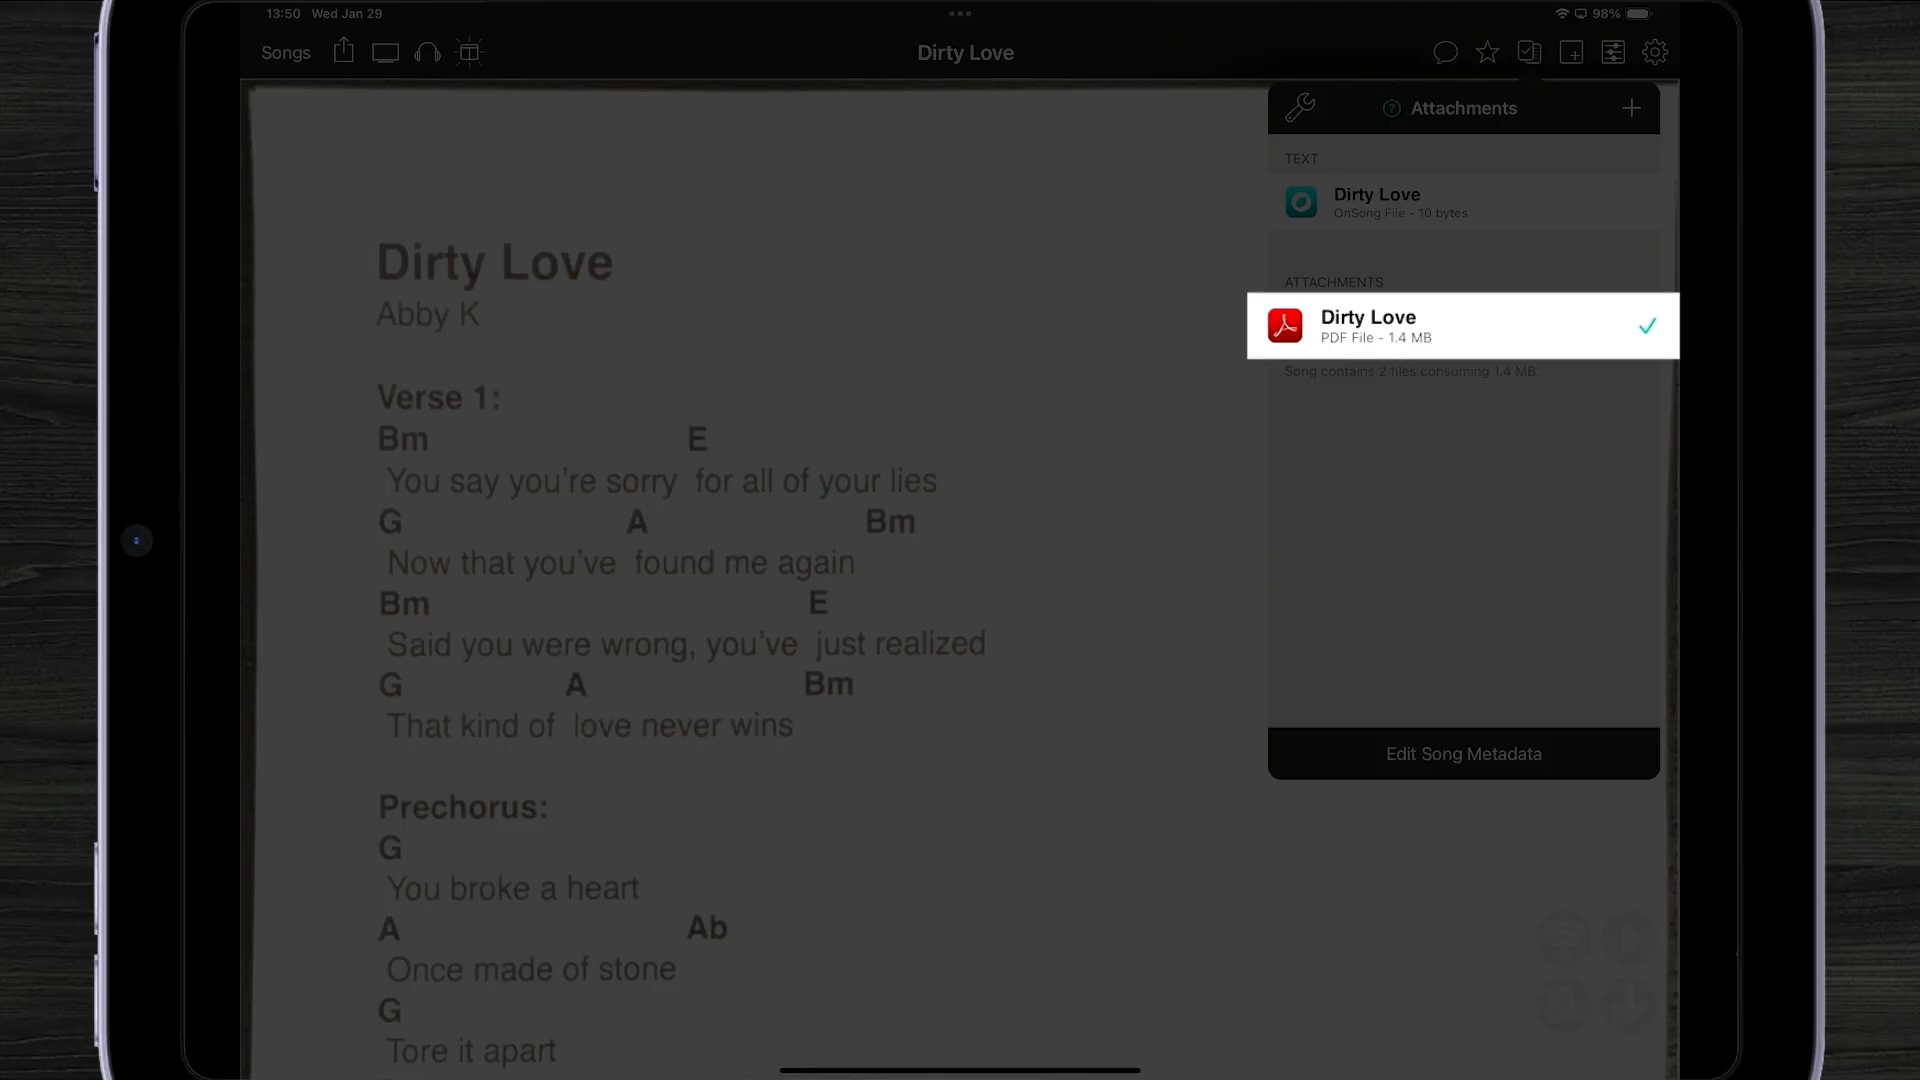 13:50 Wed Jan 29
98%
Songs
Dirty Love
Attachments
TEXT
Dirty Love
OnSong File - 10 bytes
ATTACHMENTS
Dirty Love
PDF File - 1.4 MB
Song contains 2 files consuming 1.4 MB.
Edit Song Metadata
Dirty Love
Abby K
Verse 1:
Bm E
You say you're sorry for all of your lies
G A Bm
Now that you've found me again
Bm E
Said you were wrong, you've just realized
G A Bm
That kind of love never wins
Prechorus:
G
You broke a heart
A Ab
Once made of stone
G
Tore it apart